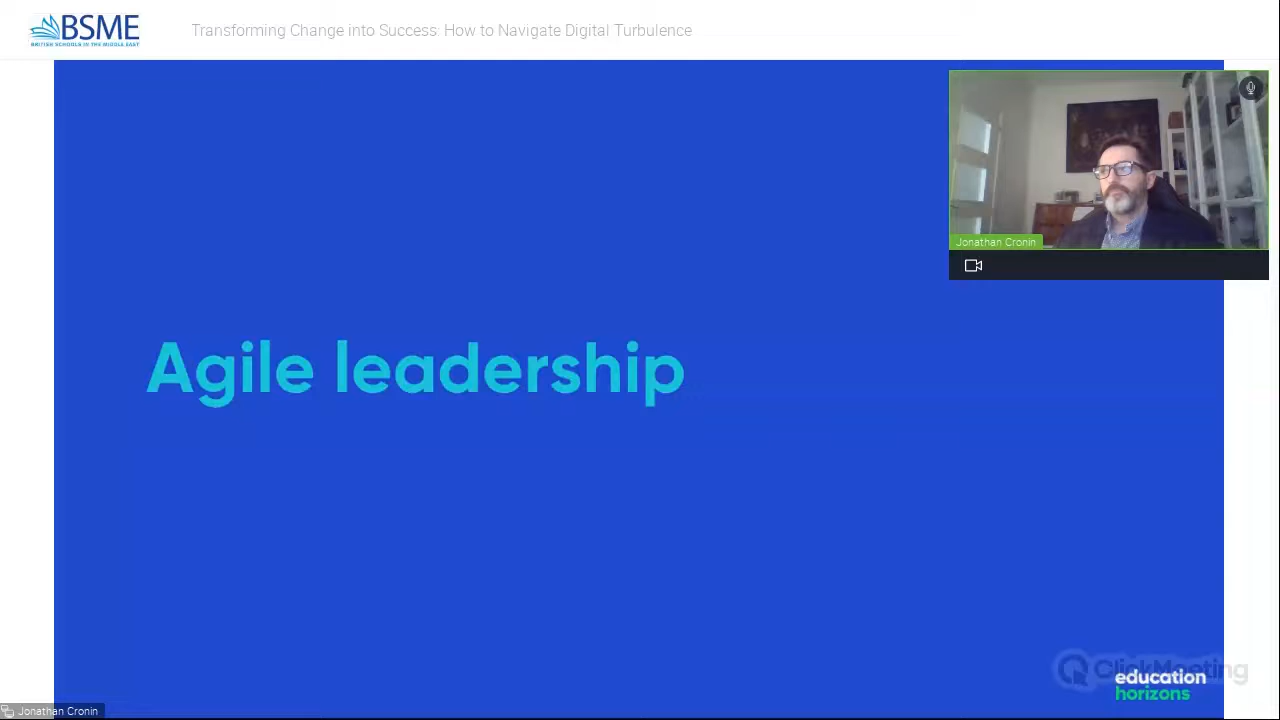 BSME
BRITISH SCHOOLS IN THE MIDDLE EAST
Transforming Change into Success: How to Navigate Digital Turbulence
Jonathan Cronin
Agile leadership
ClickMeeting
education
horizons
Jonathan Cronin